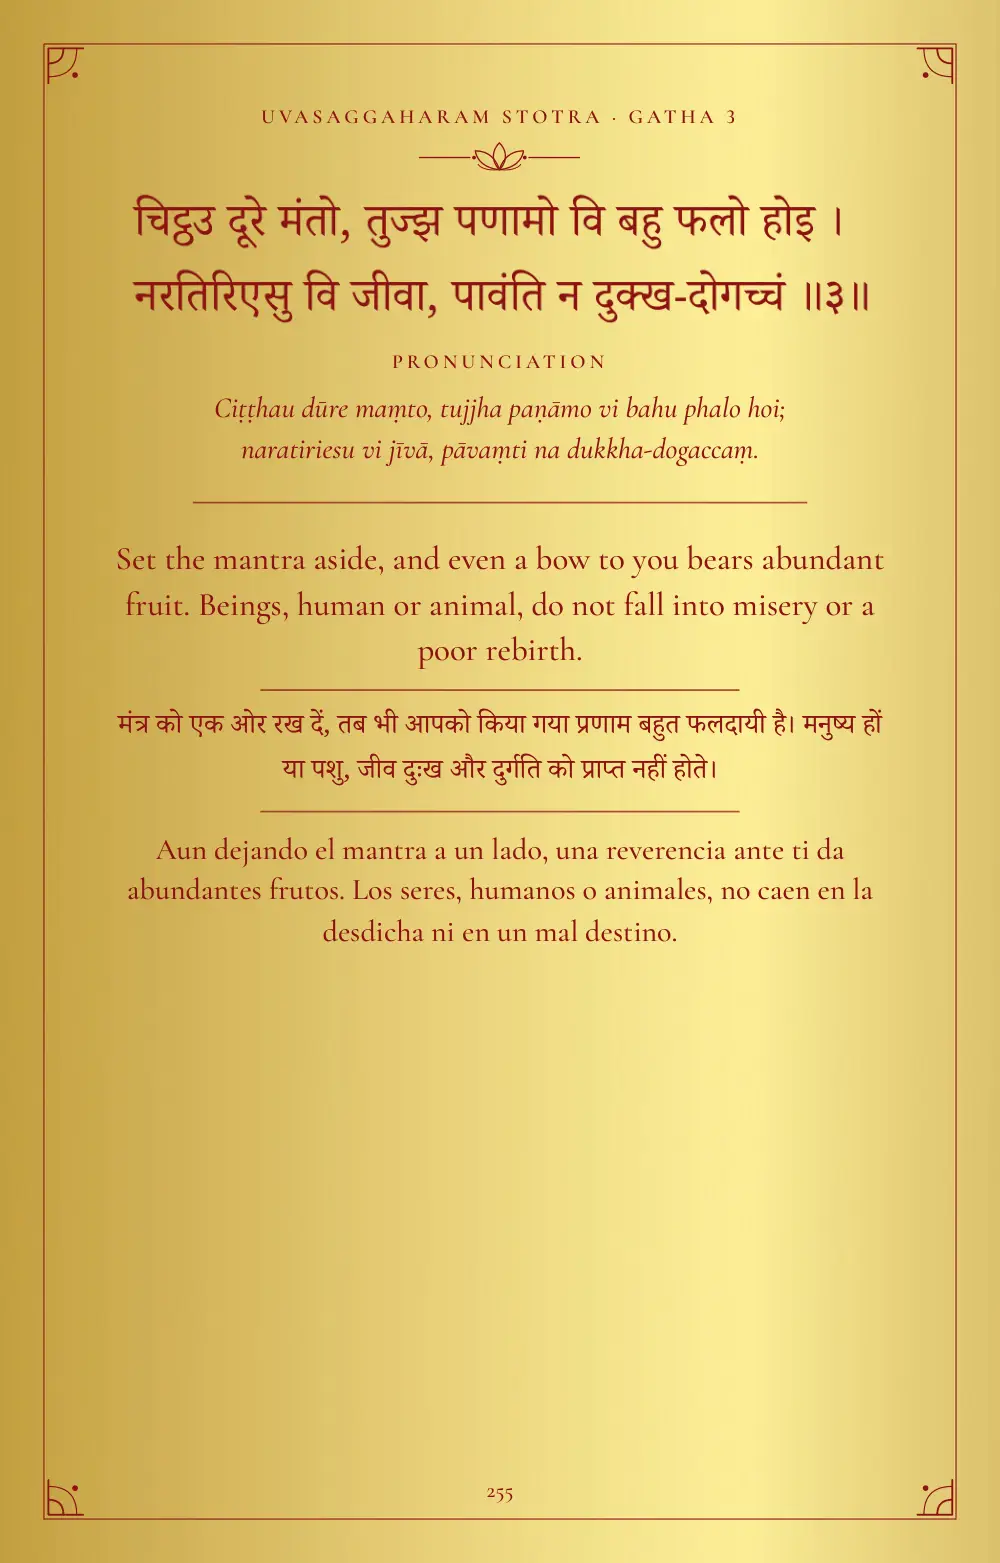 UVASAGGAHARAM STOTRA · GATHA 3
चिट्ठउ दूरे मंतो, तुज्झ पणामो वि बहु फलो होइ ।
नरतिरिएसु वि जीवा, पावंति न दुक्ख-दोगच्चं ॥३॥
PRONUNCIATION
Ciṭṭhau dūre maṃto, tujjha paṇāmo vi bahu phalo hoi;
naratiriesu vi jīvā, pāvaṃti na dukkha-dogaccaṃ.
Set the mantra aside, and even a bow to you bears abundant
fruit. Beings, human or animal, do not fall into misery or a
poor rebirth.
मंत्र को एक ओर रख दें, तब भी आपको किया गया प्रणाम बहुत फलदायी है। मनुष्य हों
या पशु, जीव दुःख और दुर्गति को प्राप्त नहीं होते।
Aun dejando el mantra a un lado, una reverencia ante ti da
abundantes frutos. Los seres, humanos o animales, no caen en la
desdicha ni en un mal destino.
255